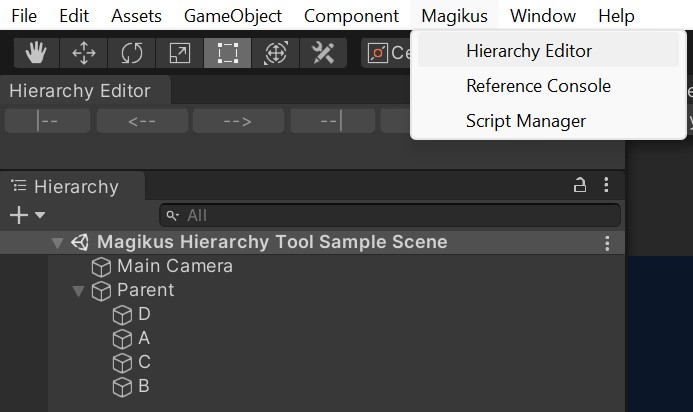 File Edit Assets GameObject Component Magikus Window Help
Hierarchy Editor
Reference Console
Script Manager
Hierarchy Editor
|-- <-- --> --|
Hierarchy
All
Magikus Hierarchy Tool Sample Scene
Main Camera
Parent
D
A
C
B